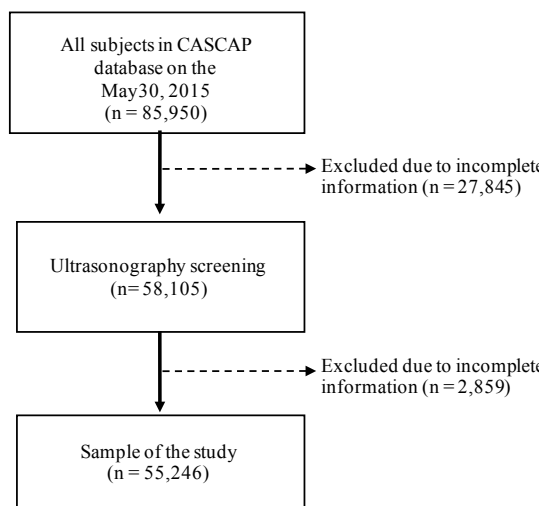 All subjects in CASCAP
database on the
May30, 2015
(n = 85,950)
Excluded due to incomplete
information (n = 27,845)
Ultrasonography screening
(n= 58,105)
Excluded due to incomplete
information (n = 2,859)
Sample of the study
(n = 55,246)